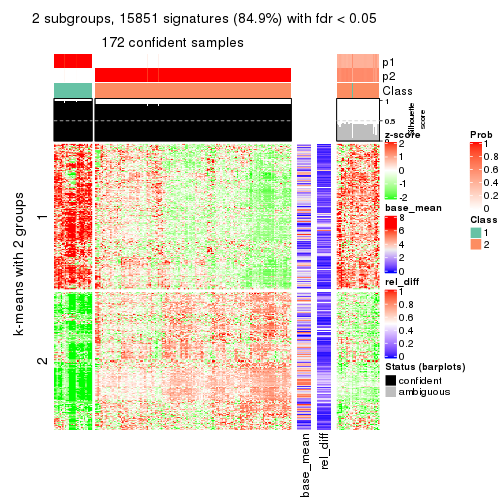 2 subgroups, 15851 signatures (84.9%) with fdr < 0.05
172 confident samples
p1
p2
Class
1
0.5
0
Silhouette
score
k-means with 2 groups
1
2
base_mean
rel_diff
z-score
2
1
0
-1
-2
base_mean
8
6
4
2
0
rel_diff
1
0.8
0.6
0.4
0.2
0
Status (barplots)
confident
ambiguous
Prob
1
0.8
0.6
0.4
0.2
0
Class
1
2